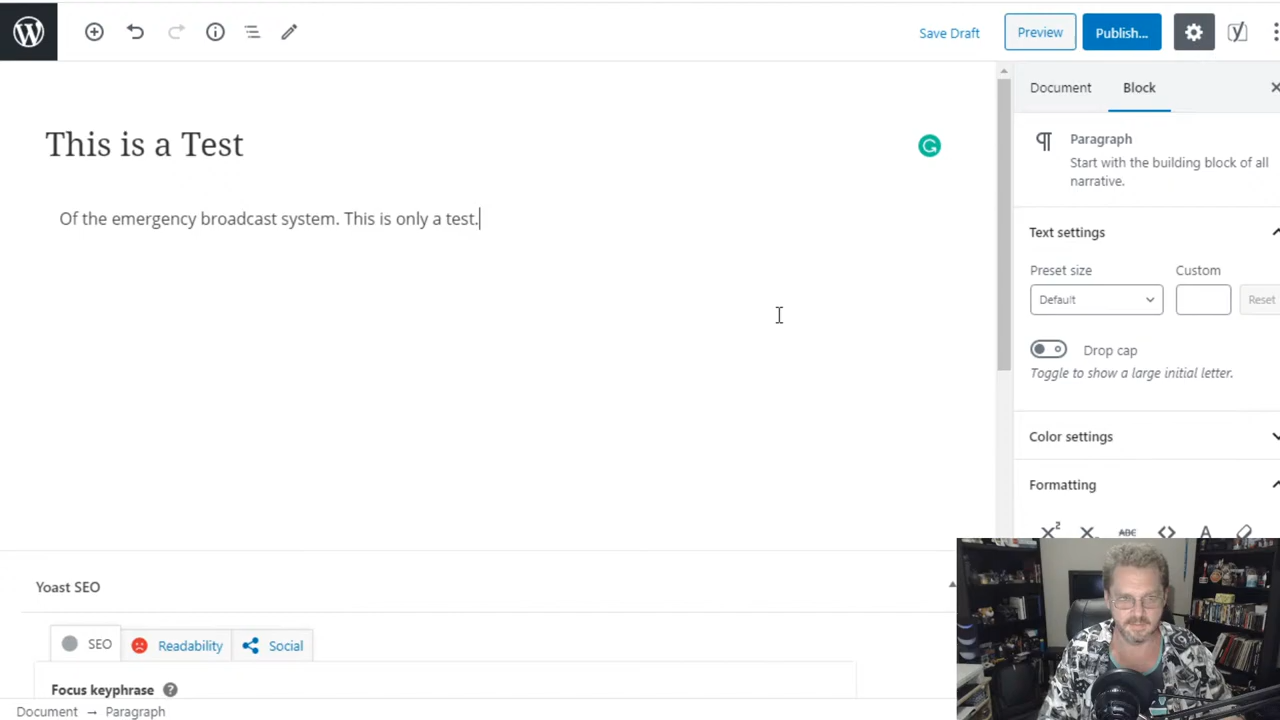 Save Draft
Preview
Publish...
Document
Block
This is a Test
Paragraph
Start with the building block of all
narrative.
Of the emergency broadcast system. This is only a test.
Text settings
Preset size
Custom
Default
Reset
Drop cap
Toggle to show a large initial letter.
Color settings
Formatting
ABC
Yoast SEO
SEO
Readability
Social
Focus keyphrase
Document → Paragraph